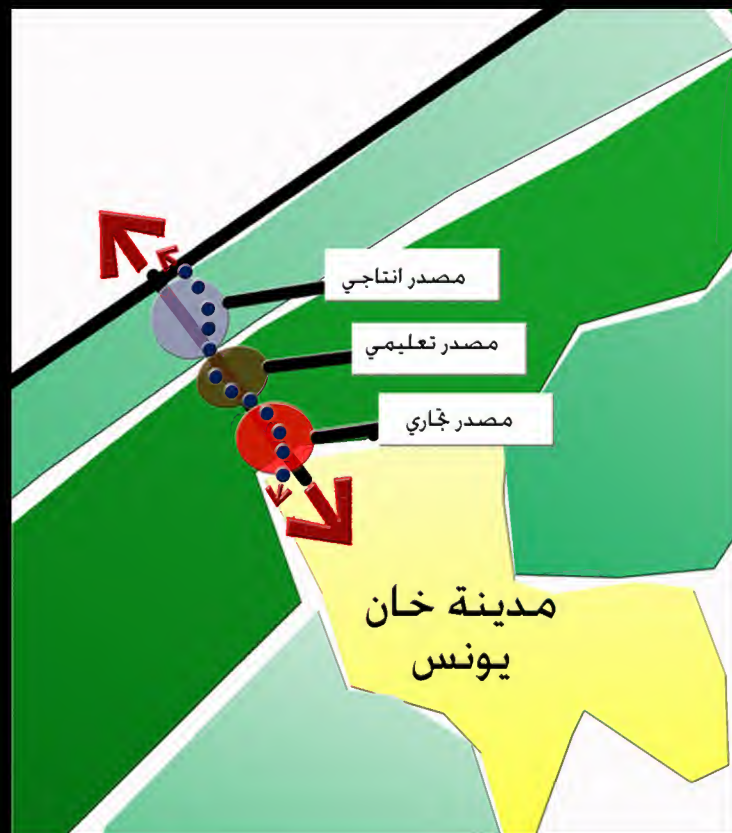 مصدر انتاجي
مصدر تعليمي
مصدر تجاري
مدينة خان
يونس